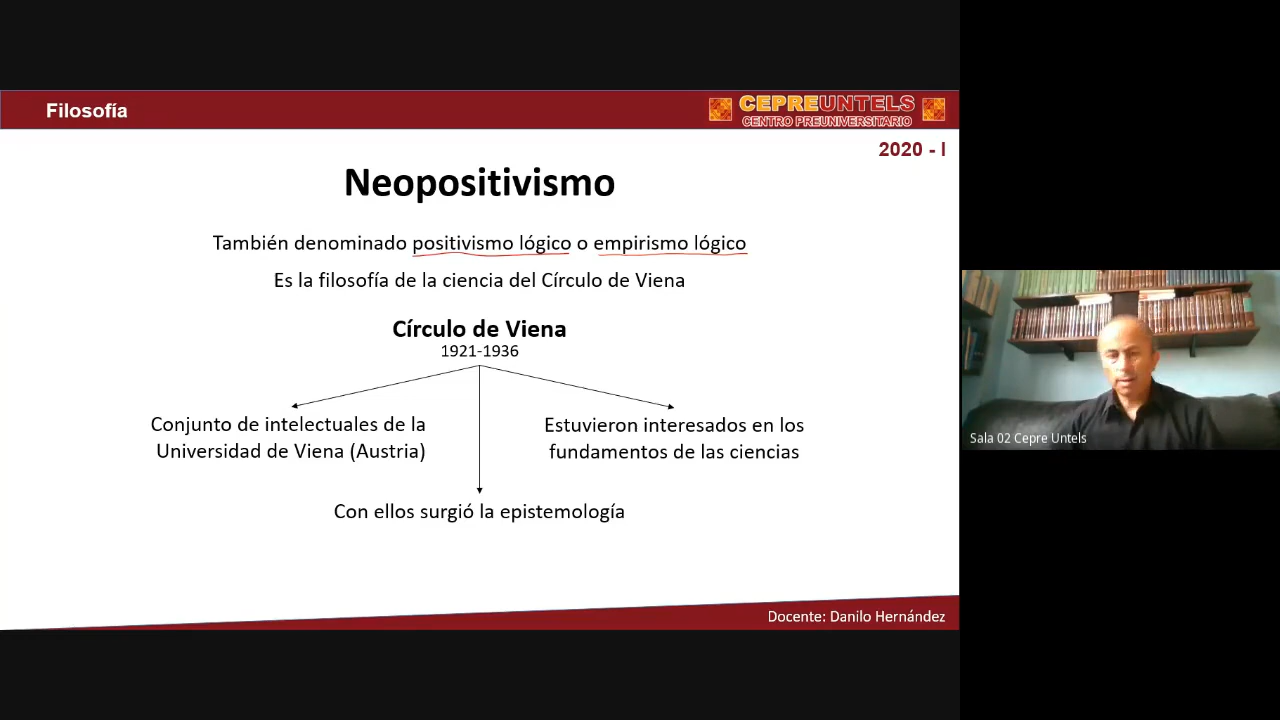 Filosofía
CEPREUNTELS
CENTRO PREUNIVERSITARIO
2020 - I
Neopositivismo
También denominado positivismo lógico o empirismo lógico
Es la filosofía de la ciencia del Círculo de Viena
Círculo de Viena
1921-1936
Conjunto de intelectuales de la
Universidad de Viena (Austria)
Estuvieron interesados en los
fundamentos de las ciencias
Con ellos surgió la epistemología
Docente: Danilo Hernández
Sala 02 Cepre Untels